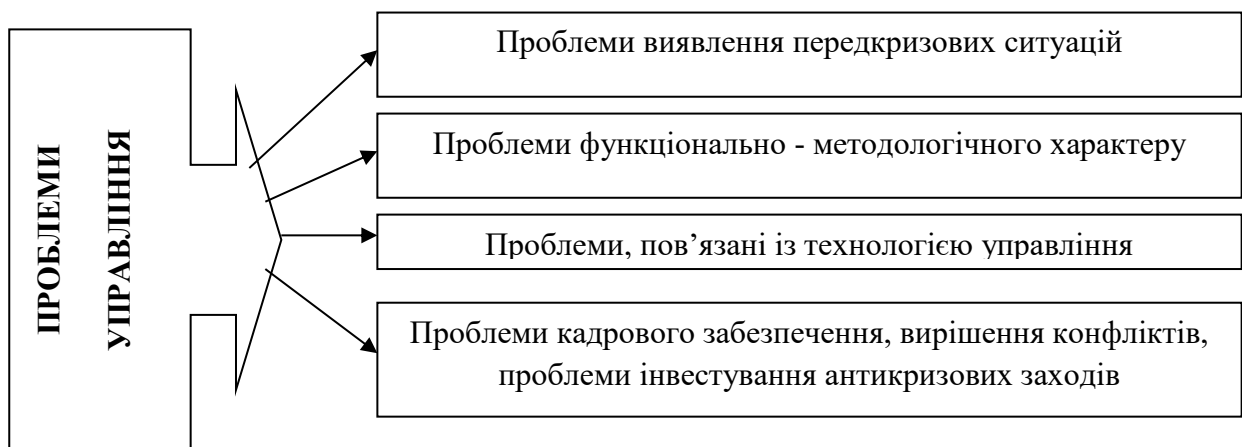 ПРОБЛЕМИ
УПРАВЛІННЯ
Проблеми виявлення передкризових ситуацій
Проблеми функціонально - методологічного характеру
Проблеми, пов’язані із технологією управління
Проблеми кадрового забезпечення, вирішення конфліктів,
проблеми інвестування антикризових заходів